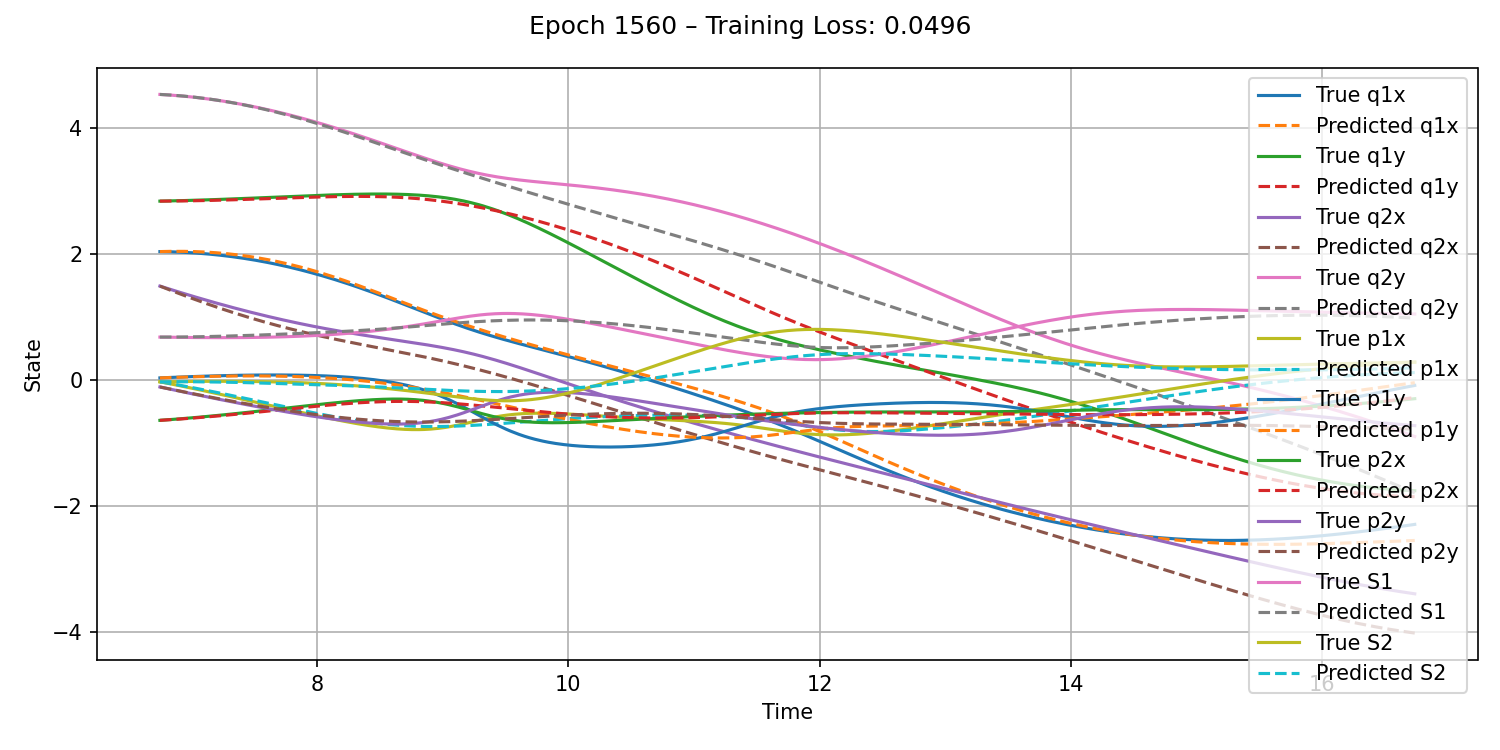 Epoch 1560 – Training Loss: 0.0496
State
4
2
0
−2
−4
8
10
12
14
16
Time
True q1x
Predicted q1x
True q1y
Predicted q1y
True q2x
Predicted q2x
True q2y
Predicted q2y
True p1x
Predicted p1x
True p1y
Predicted p1y
True p2x
Predicted p2x
True p2y
Predicted p2y
True S1
Predicted S1
True S2
Predicted S2